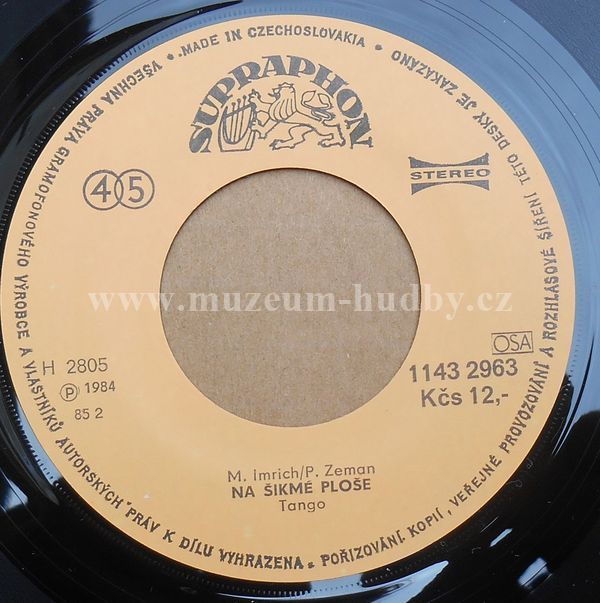 VŠECHNA PRÁVA GRAMOFONOVÉHO VÝROBCE A VLASTNÍKŮ AUTORSKÝCH PRÁV K DÍLU VYHRAZENA. POŘIZOVÁNÍ KOPIÍ, VEŘEJNÉ PROVOZOVÁNÍ A ROZHLASOVÉ ŠÍŘENÍ TÉTO DESKY JE ZAKÁZÁNO • MADE IN CZECHOSLOVAKIA •
SUPRAPHON
45
STEREO
www.muzeum-hudby.cz
OSA
H 2805
Ⓟ 1984
85 2
1143 2963
Kčs 12,-
M. Imrich/P. Zeman
NA ŠIKMÉ PLOŠE
Tango